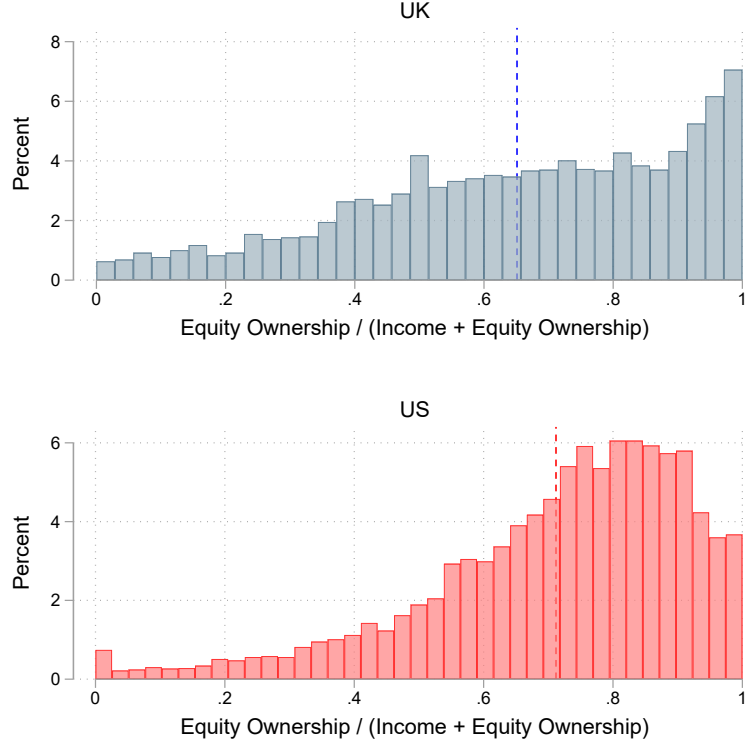 UK
8
6
4
2
0
Percent
0 .2 .4 .6 .8 1
Equity Ownership / (Income + Equity Ownership)
US
6
4
2
0
Percent
0 .2 .4 .6 .8 1
Equity Ownership / (Income + Equity Ownership)